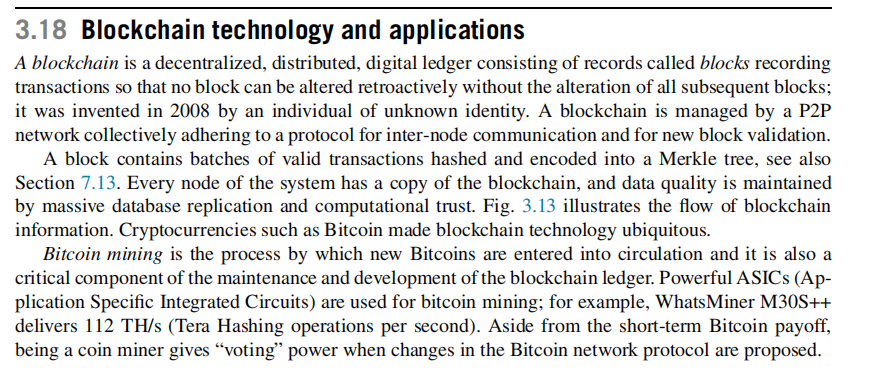 3.18 Blockchain technology and applications
A blockchain is a decentralized, distributed, digital ledger consisting of records called blocks recording
transactions so that no block can be altered retroactively without the alteration of all subsequent blocks;
it was invented in 2008 by an individual of unknown identity. A blockchain is managed by a P2P
network collectively adhering to a protocol for inter-node communication and for new block validation.
A block contains batches of valid transactions hashed and encoded into a Merkle tree, see also
Section 7.13. Every node of the system has a copy of the blockchain, and data quality is maintained
by massive database replication and computational trust. Fig. 3.13 illustrates the flow of blockchain
information. Cryptocurrencies such as Bitcoin made blockchain technology ubiquitous.
Bitcoin mining is the process by which new Bitcoins are entered into circulation and it is also a
critical component of the maintenance and development of the blockchain ledger. Powerful ASICs (Ap-
plication Specific Integrated Circuits) are used for bitcoin mining; for example, WhatsMiner M30S++
delivers 112 TH/s (Tera Hashing operations per second). Aside from the short-term Bitcoin payoff,
being a coin miner gives “voting” power when changes in the Bitcoin network protocol are proposed.